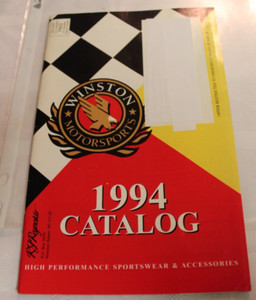 WINSTON
MOTORSPORTS
1994
CATALOG
RJReynolds
HIGH PERFORMANCE SPORTSWEAR & ACCESSORIES